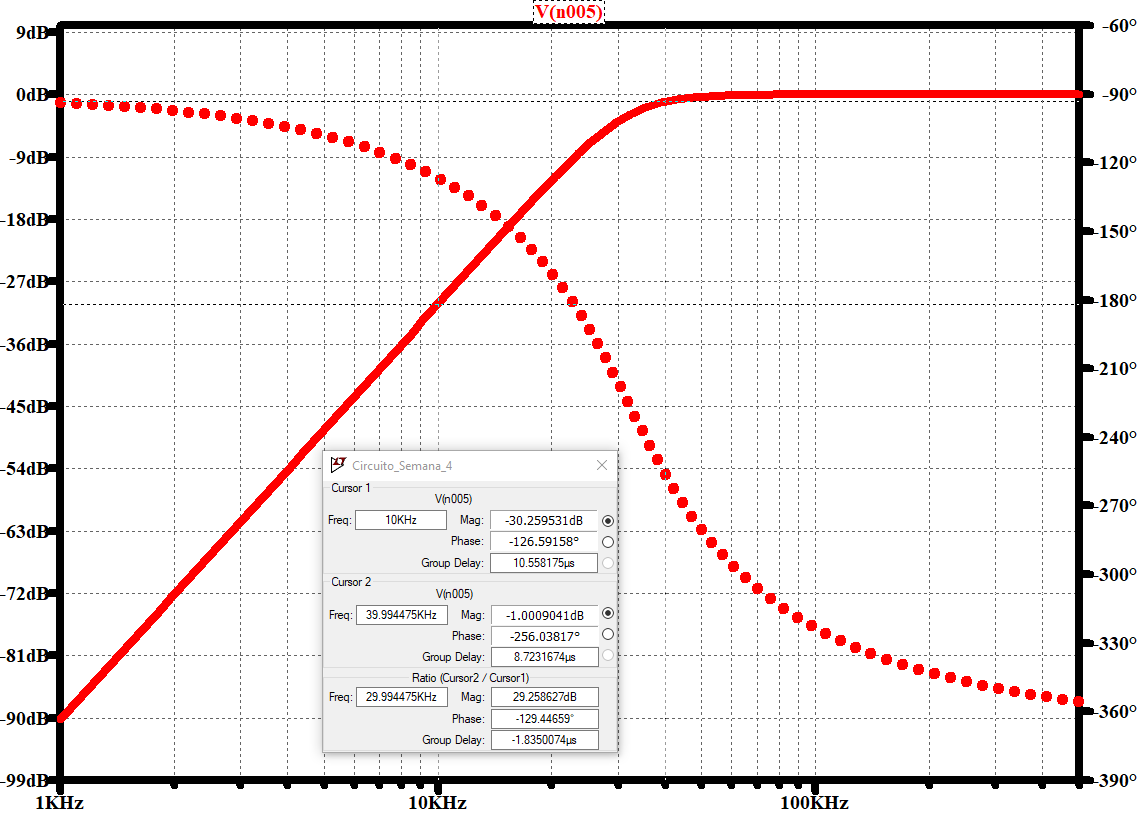 V(n005)
9dB
0dB
-9dB
-18dB
-27dB
-36dB
-45dB
-54dB
-63dB
-72dB
-81dB
-90dB
-99dB
-60°
-90°
-120°
-150°
-180°
-210°
-240°
-270°
-300°
-330°
-360°
-390°
1KHz 10KHz 100KHz
Circuito_Semana_4
Cursor 1
V(n005)
Freq: 10KHz Mag: -30.259531dB
Phase: -126.59158°
Group Delay: 10.558175µs
Cursor 2
V(n005)
Freq: 39.994475KHz Mag: -1.0009041dB
Phase: -256.03817°
Group Delay: 8.7231674µs
Ratio (Cursor2 / Cursor1)
Freq: 29.994475KHz Mag: 29.258627dB
Phase: -129.44659°
Group Delay: -1.8350074µs